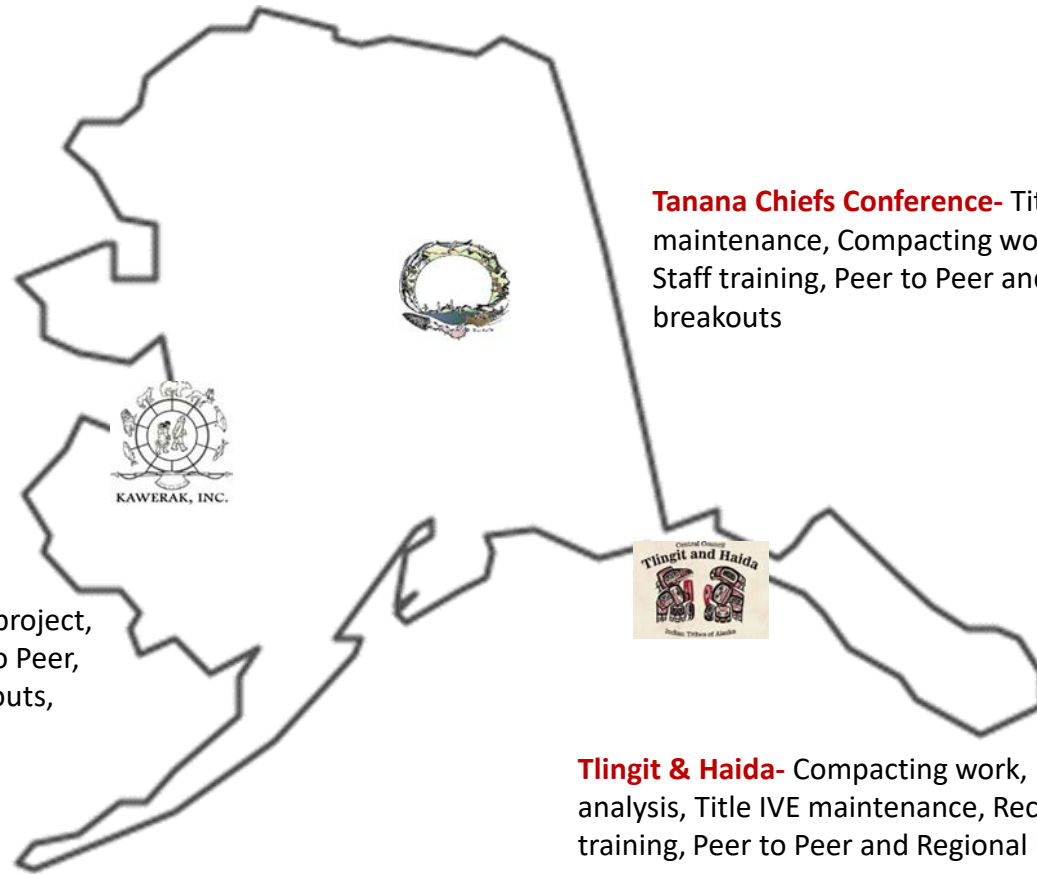 Tanana Chiefs Conference- Tit
maintenance, Compacting wo
Staff training, Peer to Peer and
breakouts
KAWERAK, INC.
Central Council
Tlingit and Haida
Indian Tribes of Alaska
project,
o Peer,
outs,
Tlingit & Haida- Compacting work,
analysis, Title IVE maintenance, Rec
training, Peer to Peer and Regional